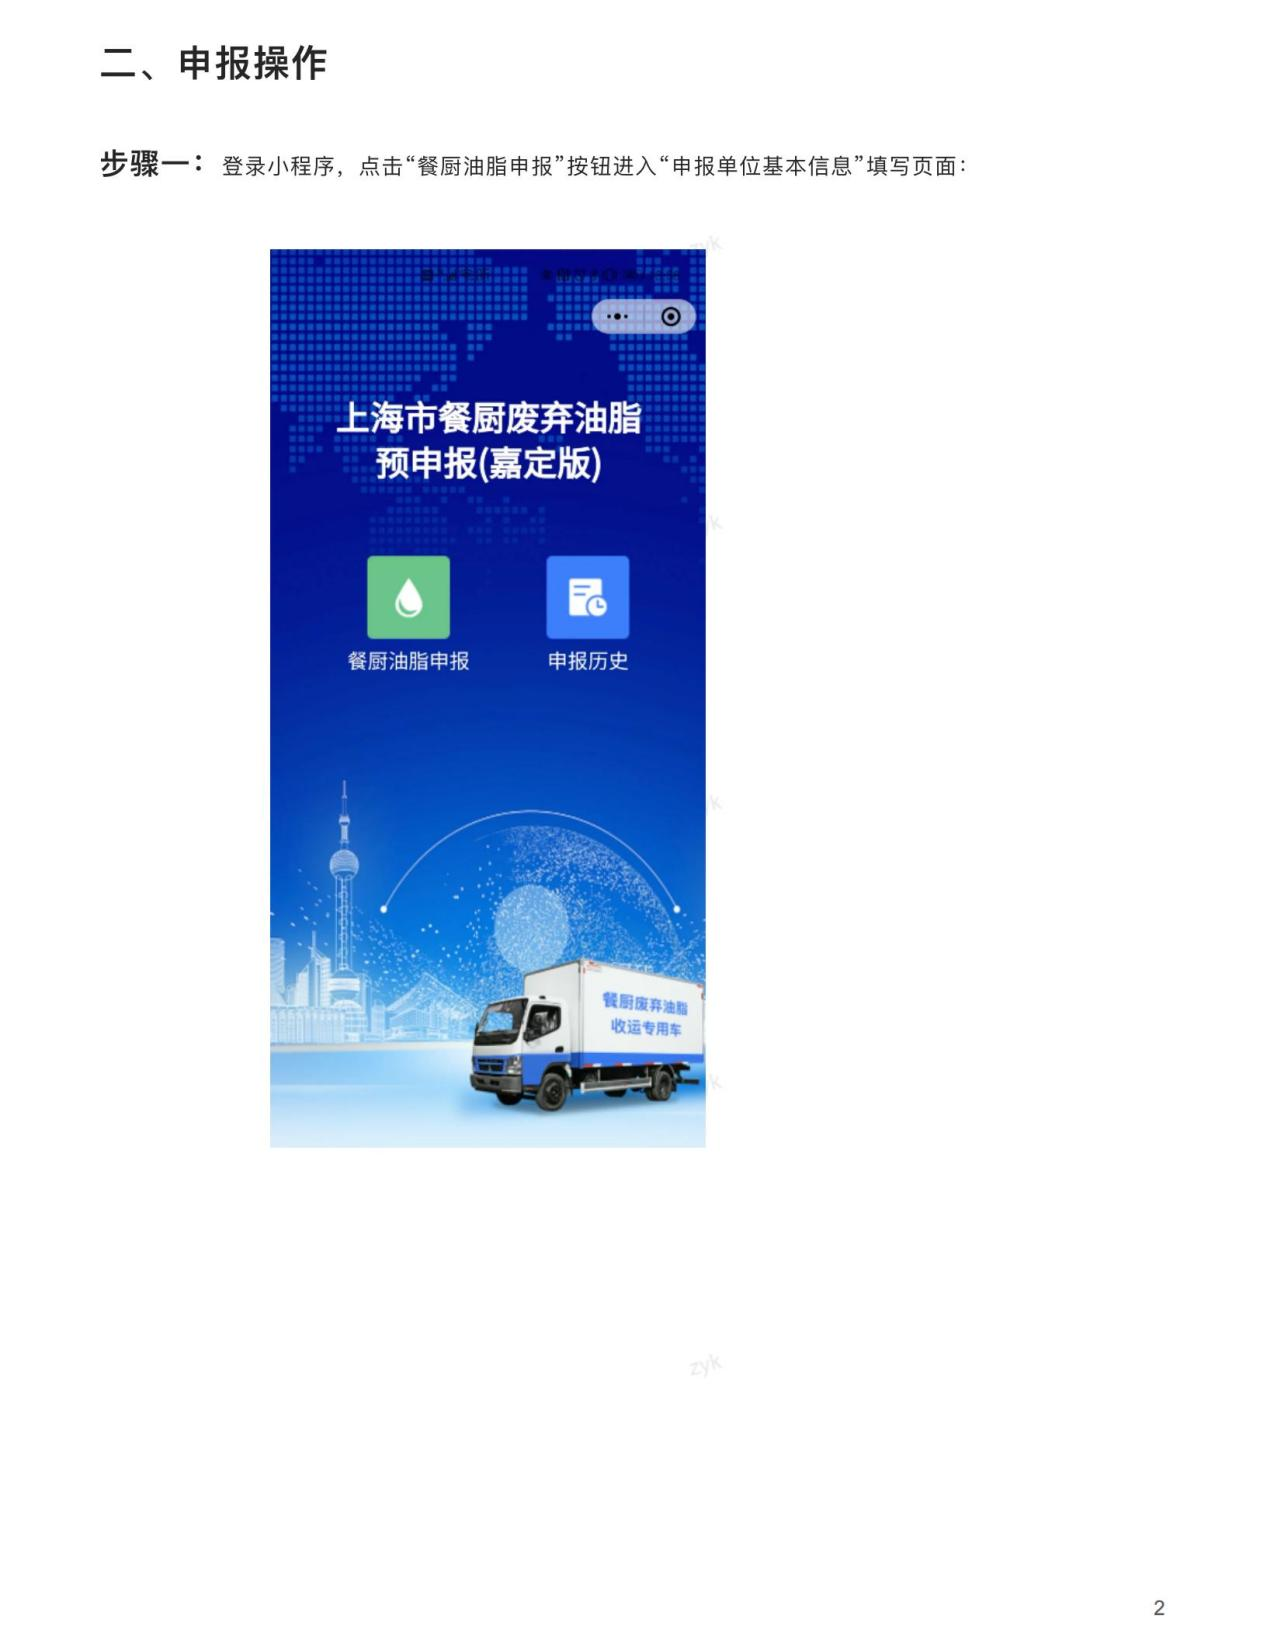 二、申报操作
步骤一：登录小程序，点击“餐厨油脂申报”按钮进入“申报单位基本信息”填写页面：
zyk
上海市餐厨废弃油脂
预申报(嘉定版)
餐厨油脂申报
申报历史
餐厨废弃油脂
收运专用车
zyk
2